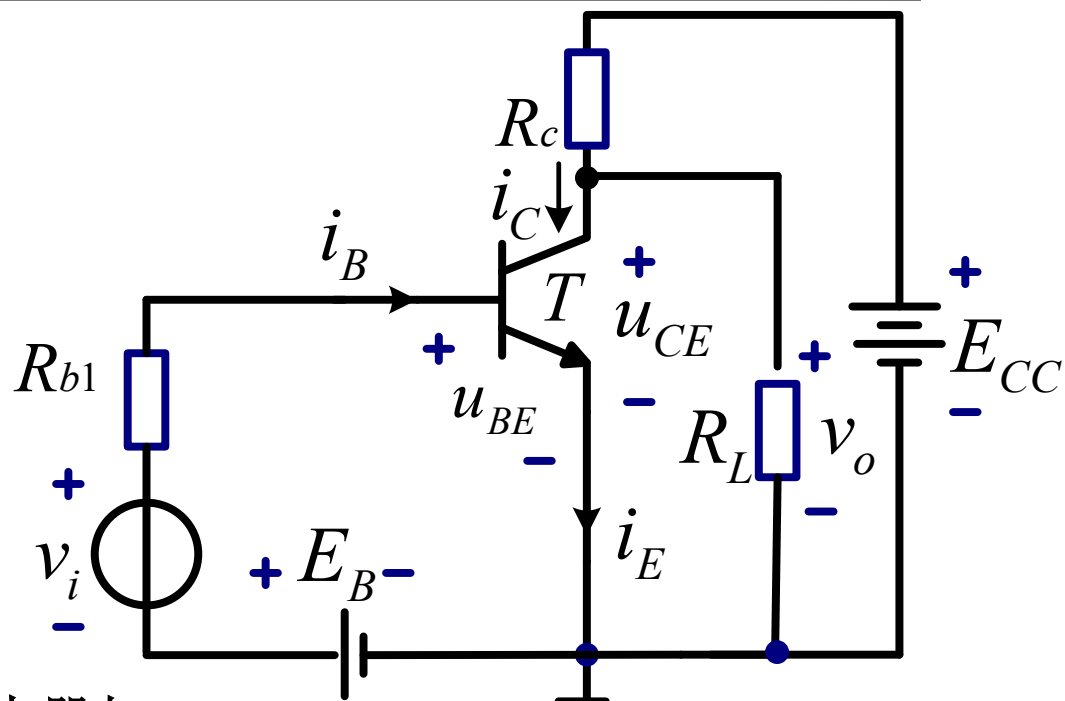 Rc
iC
iB
T
+
+
uCE
ECC
Rb1
+
uBE
−
+
−
−
RL
vo
−
+
vi
+ EB −
iE
−